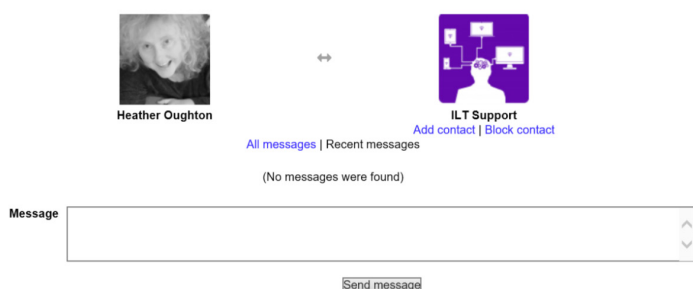 Heather Oughton
ILT Support
Add contact | Block contact
All messages | Recent messages
(No messages were found)
Message
Send message